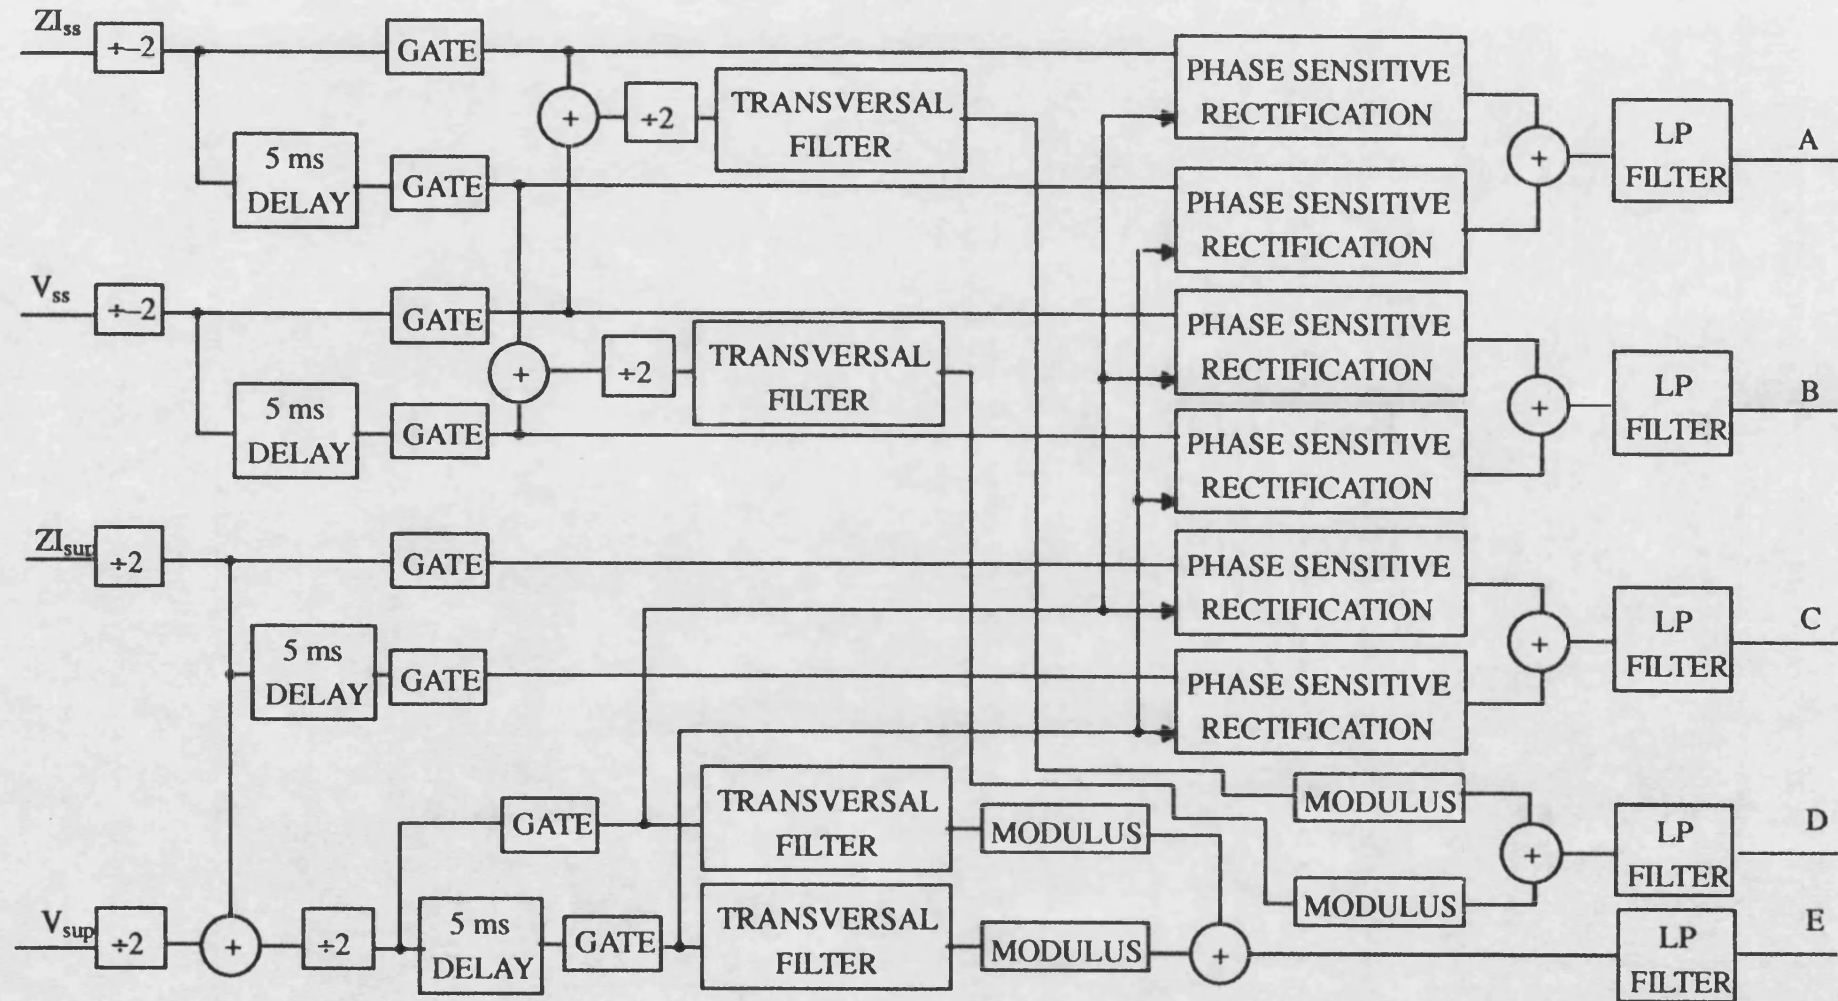 ZIss
÷-2
GATE
+
÷2
TRANSVERSAL
FILTER
5 ms
DELAY
GATE
PHASE SENSITIVE
RECTIFICATION
PHASE SENSITIVE
RECTIFICATION
+
LP
FILTER
A
Vss
÷-2
GATE
+
÷2
TRANSVERSAL
FILTER
5 ms
DELAY
GATE
PHASE SENSITIVE
RECTIFICATION
PHASE SENSITIVE
RECTIFICATION
+
LP
FILTER
B
ZIsup
÷2
GATE
5 ms
DELAY
GATE
PHASE SENSITIVE
RECTIFICATION
PHASE SENSITIVE
RECTIFICATION
+
LP
FILTER
C
GATE
TRANSVERSAL
FILTER
MODULUS
MODULUS
MODULUS
+
LP
FILTER
D
Vsup
÷2
+
÷2
5 ms
DELAY
GATE
TRANSVERSAL
FILTER
MODULUS
+
LP
FILTER
E